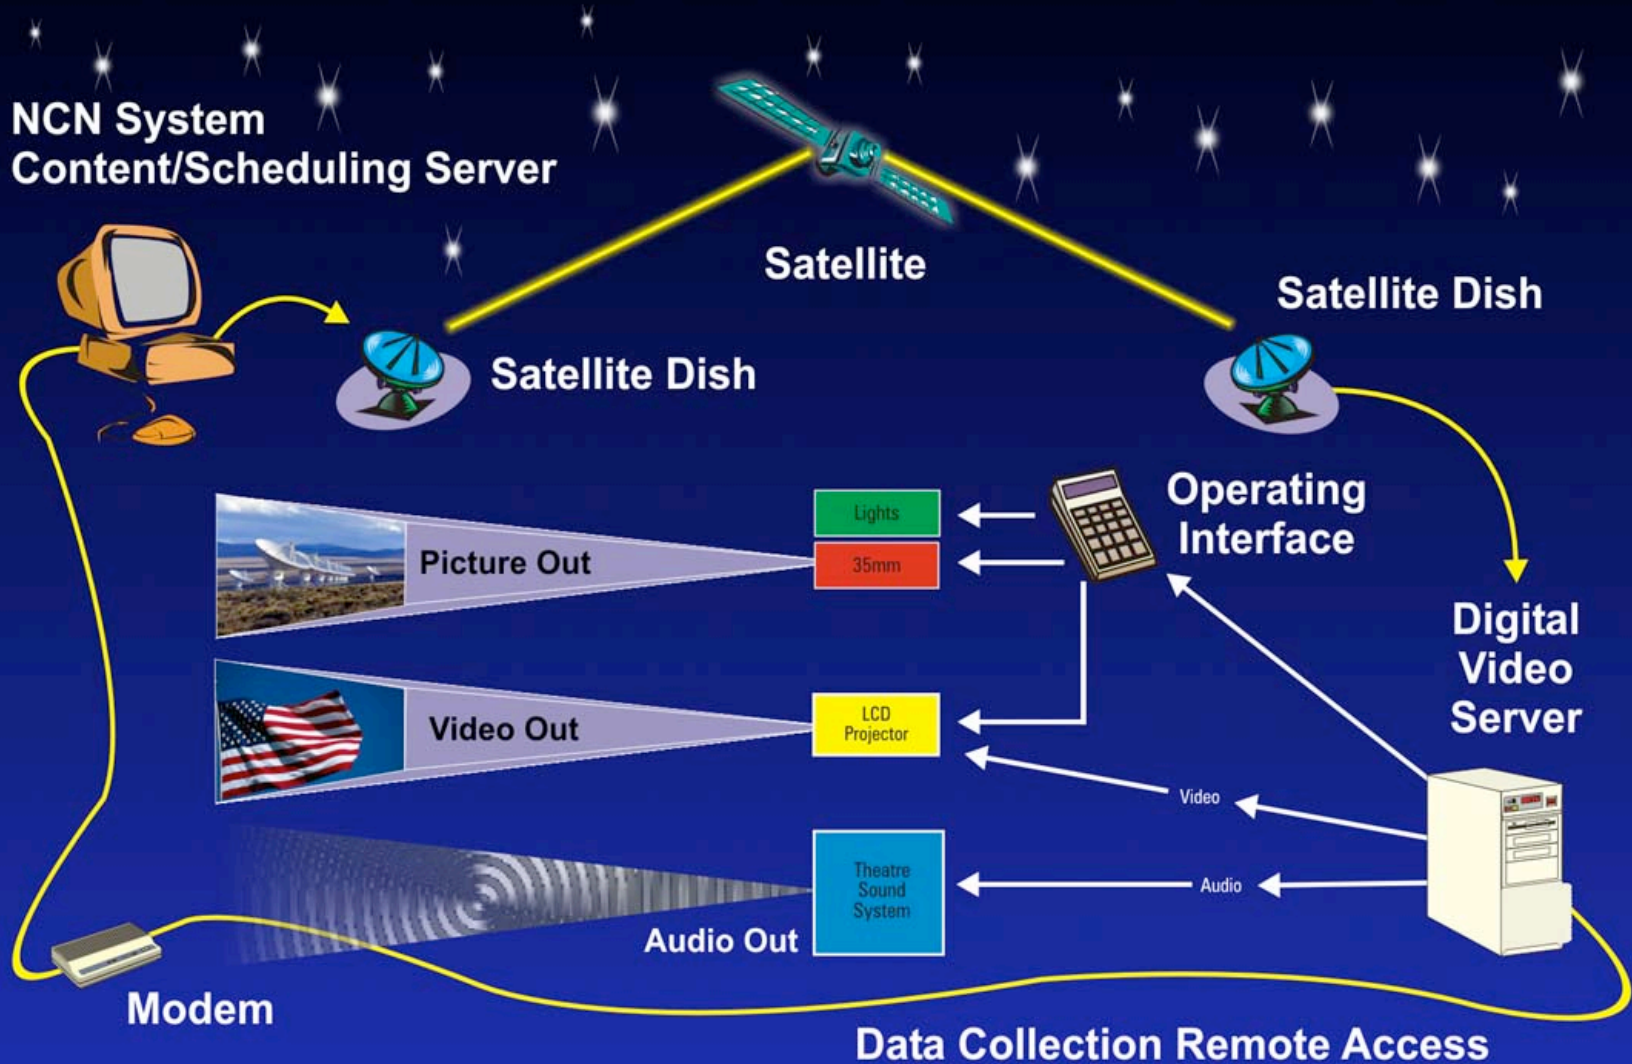 NCN System
Content/Scheduling Server
Satellite
Satellite Dish
Satellite Dish
Operating
Interface
Lights
35mm
Picture Out
Digital
Video
Server
LCD
Projector
Video Out
Video
Theatre
Sound
System
Audio
Audio Out
Modem
Data Collection Remote Access